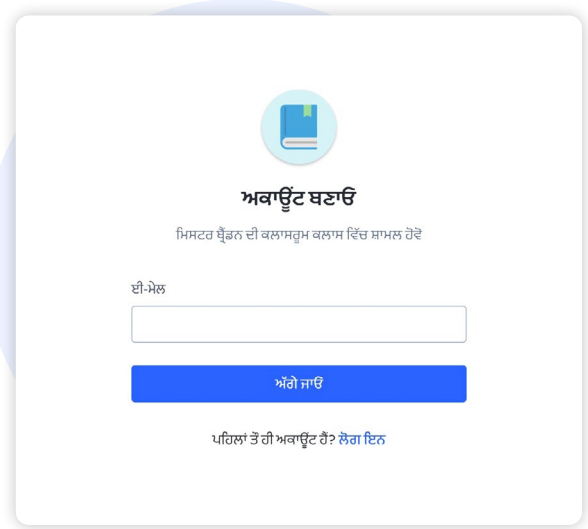 ਅਕਾਊਂਟ ਬਣਾਓ
ਮਿਸਟਰ ਬ੍ਰੈਂਡਨ ਦੀ ਕਲਾਸਰੂਮ ਕਲਾਸ ਵਿੱਚ ਸ਼ਾਮਲ ਹੋਵੋ
ਈ-ਮੇਲ
ਅੱਗੇ ਜਾਓ
ਪਹਿਲਾਂ ਤੋਂ ਹੀ ਅਕਾਊਂਟ ਹੈਂ? ਲੋਗ ਇਨ